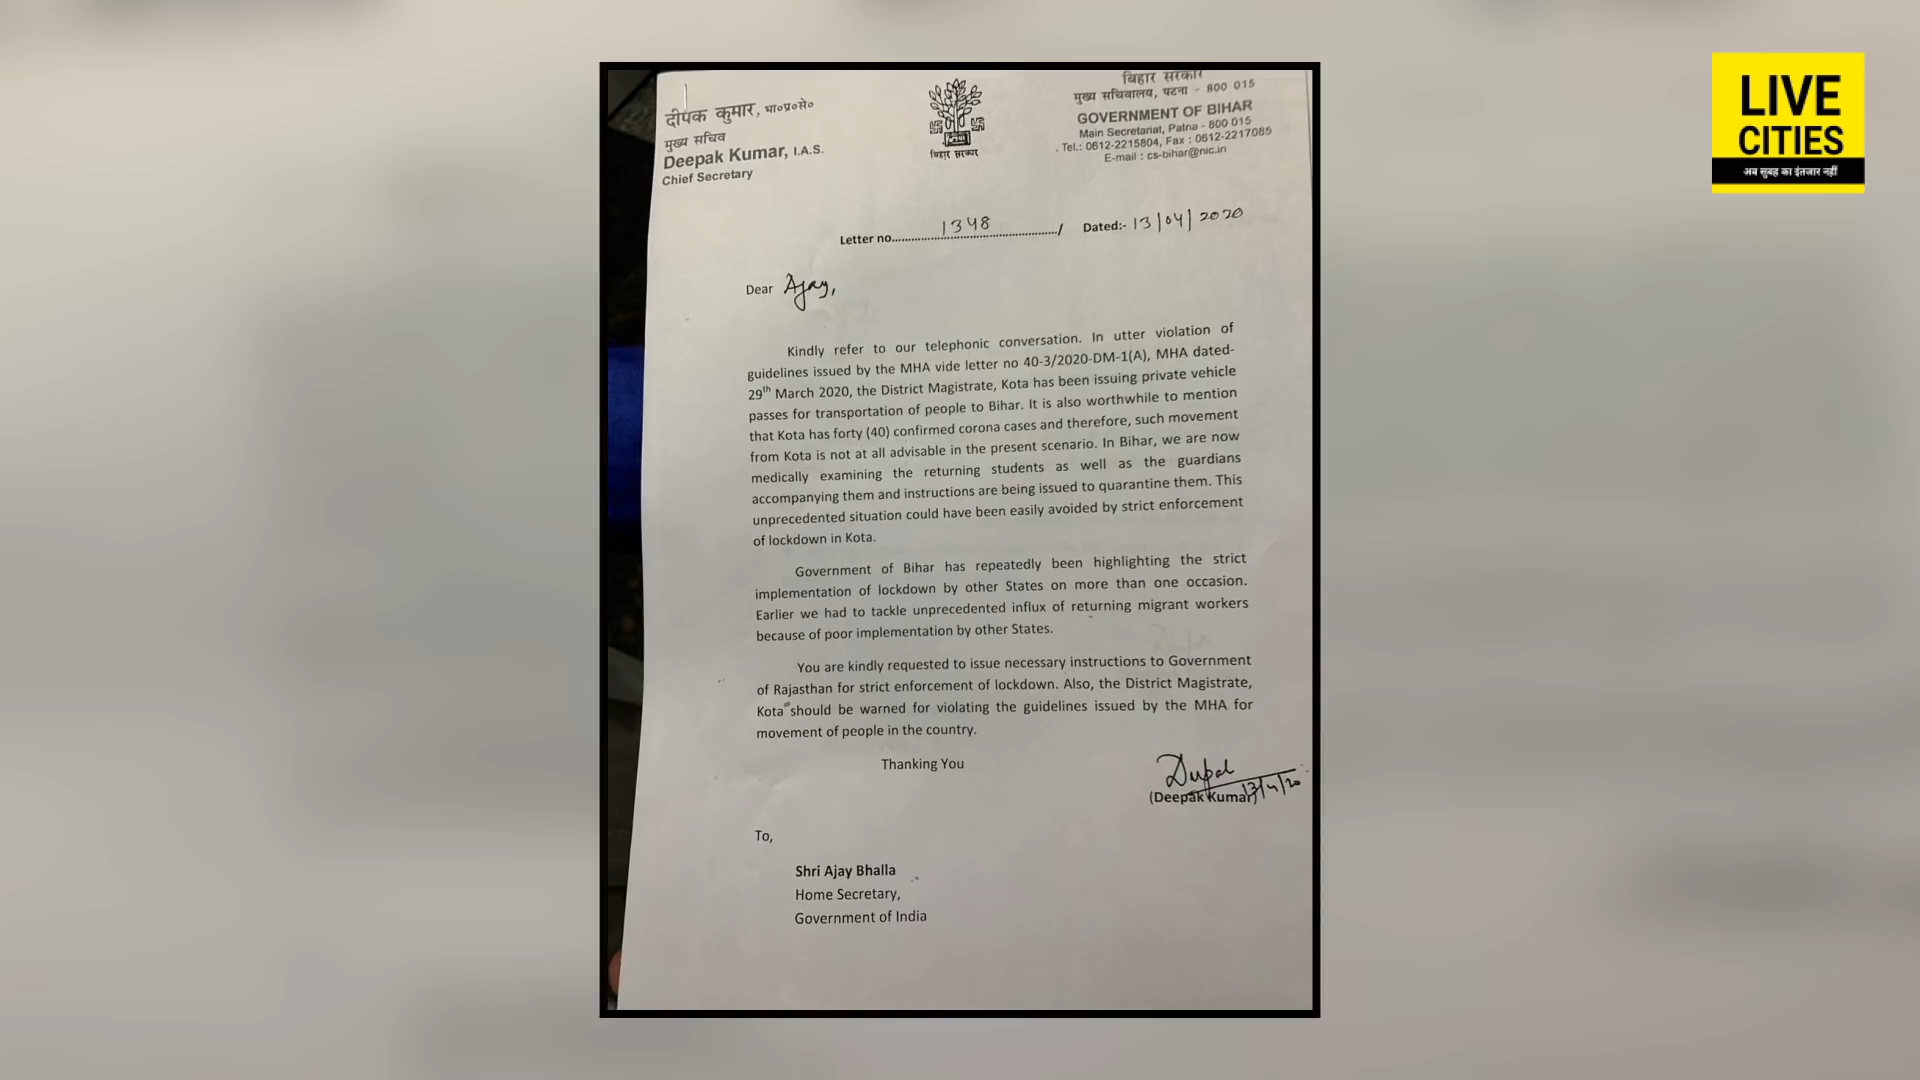 दीपक कुमार, भा०प्र०से०
मुख्य सचिव
Deepak Kumar, I.A.S.
Chief Secretary
बिहार सरकार
बिहार सरकार
मुख्य सचिवालय, पटना - 800 015
GOVERNMENT OF BIHAR
Main Secretariat, Patna - 800 015
Tel.: 0612-2215804, Fax : 0612-2217085
E-mail : cs-bihar@nic.in
LIVE
CITIES
अब सुबह का इंतजार नहीं
Letter no.....1348...../ Dated:- 13/04/2020
Dear Ajay,
Kindly refer to our telephonic conversation. In utter violation of
guidelines issued by the MHA vide letter no 40-3/2020-DM-1(A), MHA dated-
29th March 2020, the District Magistrate, Kota has been issuing private vehicle
passes for transportation of people to Bihar. It is also worthwhile to mention
that Kota has forty (40) confirmed corona cases and therefore, such movement
from Kota is not at all advisable in the present scenario. In Bihar, we are now
medically examining the returning students as well as the guardians
accompanying them and instructions are being issued to quarantine them. This
unprecedented situation could have been easily avoided by strict enforcement
of lockdown in Kota.
Government of Bihar has repeatedly been highlighting the strict
implementation of lockdown by other States on more than one occasion.
Earlier we had to tackle unprecedented influx of returning migrant workers
because of poor implementation by other States.
You are kindly requested to issue necessary instructions to Government
of Rajasthan for strict enforcement of lockdown. Also, the District Magistrate,
Kota should be warned for violating the guidelines issued by the MHA for
movement of people in the country.
Thanking You
(Deepak Kumar) 13/4/20
To,
Shri Ajay Bhalla
Home Secretary,
Government of India